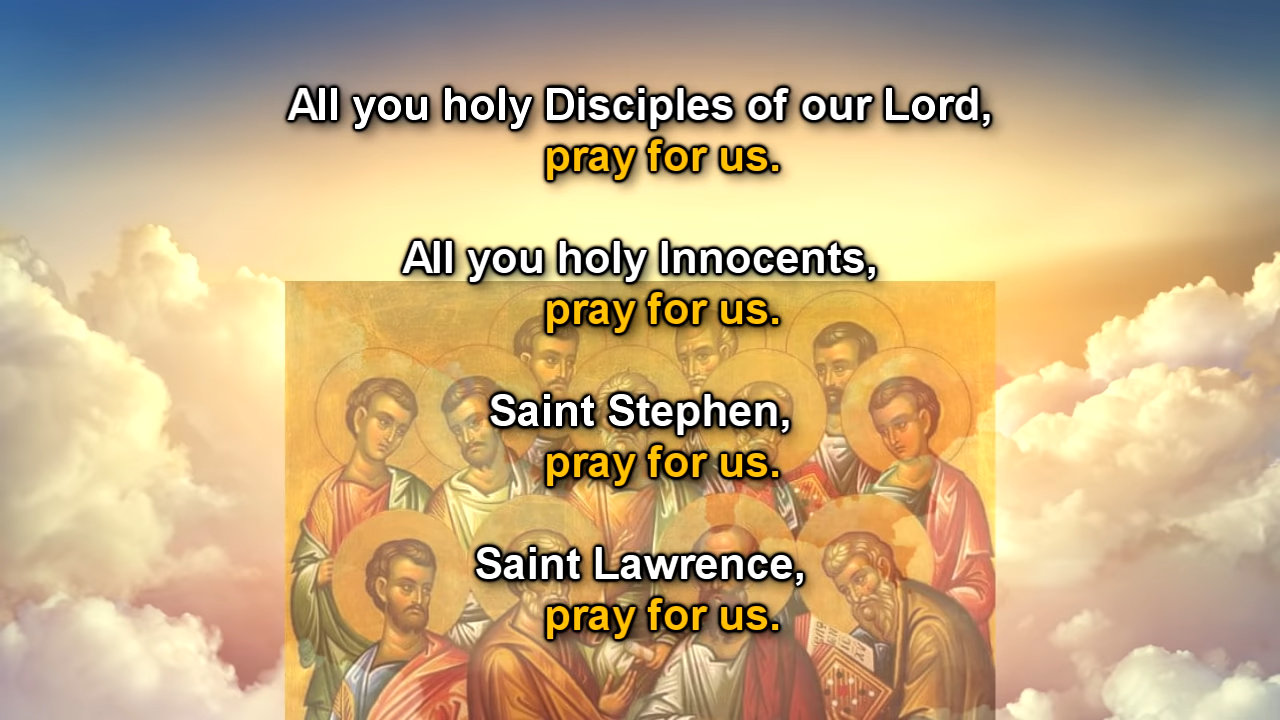 All you holy Disciples of our Lord,
pray for us.
All you holy Innocents,
pray for us.
Saint Stephen,
pray for us.
Saint Lawrence,
pray for us.